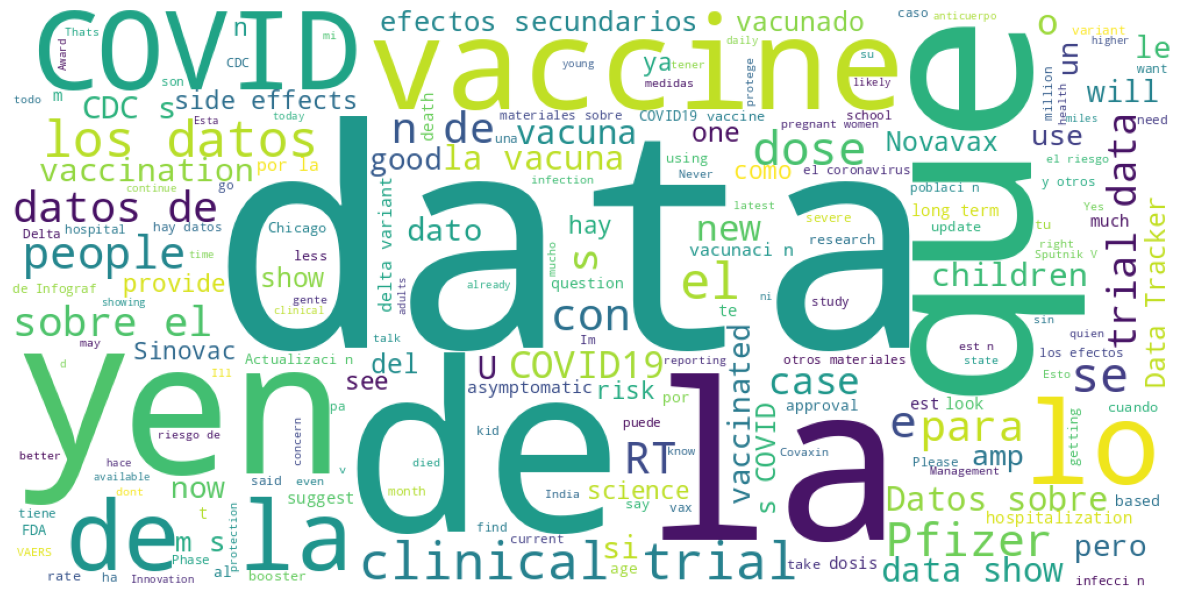 COVID
vaccine
data
que
y
en
de
la
lo
Thats
Award
n
mi
CDC
todo
m
son
CDC s
Esta
today
efectos secundarios
side effects
vacunado
caso
anticuerpo
variant
daily
su
higher
o
le
want
young
ya
tener
medidas
protege
likely
un
million
health
will
miles
need
los datos
vaccination
continue
por la
go
n de
death
una
materiales sobre
vacuna
COVID19 vaccine
school
one
pregnant women
dose
Novavax
use
good
la vacuna
using
Never
como
el coronavirus
el riesgo
y otros
infection
datos de
Delta
hospital
hay datos
Chicago
people
time
less
show
provide
gente
de Infograf
showing
clinical
sobre el
may
Sinovac
Actualizaci n
delta variant
dato
hay
s
question
mucho
already
adults
talk
latest
new
vacunaci n
severe
research
poblaci n
long term
update
tu
much
Yes
right
Sputnik V
trial data
Data Tracker
children
el
te
ni
study
sin
quien
con
Im
del
U
COVID19
reporting
otros materiales
est n
state
los efectos
Esto
d
Ill
see
pa
asymptomatic
risk
por
vaccinated
case
approval
est
look
se
cuando
riesgo de
concern
better
hace
available
dont
even
v
kid
puede
RT
know
s COVID
Covaxin
e
para
Please
Management
amp
getting
now
said
suggest
died
month
India
science
say
vax
Datos sobre
based
hospitalization
tiene
FDA
VAERS
t
de la
m s
Phase
protection
find
current
Pfizer
pero
rate
ha
Innovation
al
booster
clinical trial
si
age
take
dosis
data show
infecci n